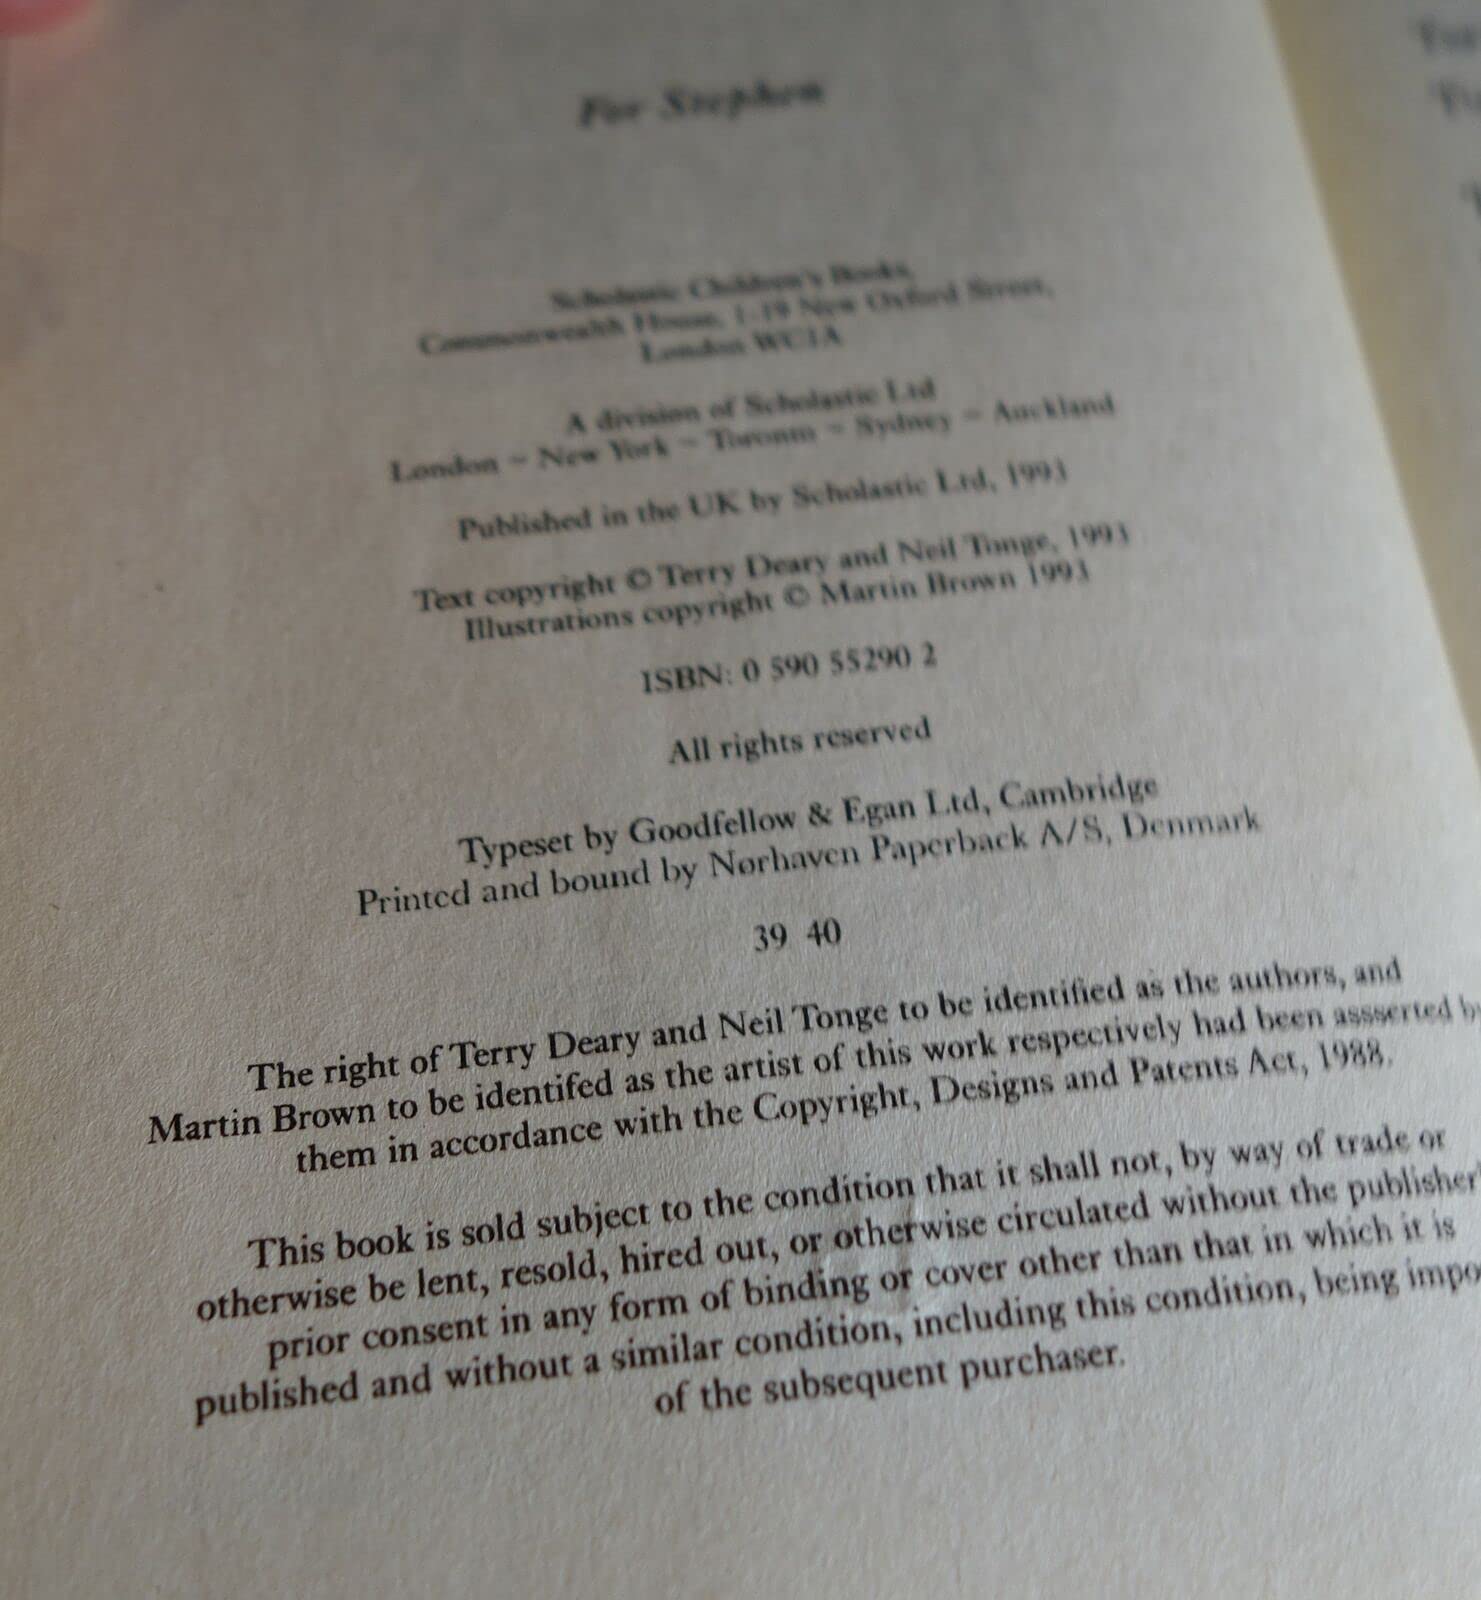 For Stephen
Scholastic Children's Books,
Commonwealth House, 1-19 New Oxford Street,
London WC1A
A division of Scholastic Ltd
London ~ New York ~ Toronto ~ Sydney ~ Auckland
Published in the UK by Scholastic Ltd, 1993
Text copyright © Terry Deary and Neil Tonge, 1993
Illustrations copyright © Martin Brown 1993
ISBN: 0 590 55290 2
All rights reserved
Typeset by Goodfellow & Egan Ltd, Cambridge
Printed and bound by Nørhaven Paperback A/S, Denmark
39 40
The right of Terry Deary and Neil Tonge to be identified as the authors, and
Martin Brown to be identifed as the artist of this work respectively had been assserted
them in accordance with the Copyright, Designs and Patents Act, 1988.
This book is sold subject to the condition that it shall not, by way of trade or
otherwise be lent, resold, hired out, or otherwise circulated without the publisher
prior consent in any form of binding or cover other than that in which it is
published and without a similar condition, including this condition, being impo
of the subsequent purchaser.